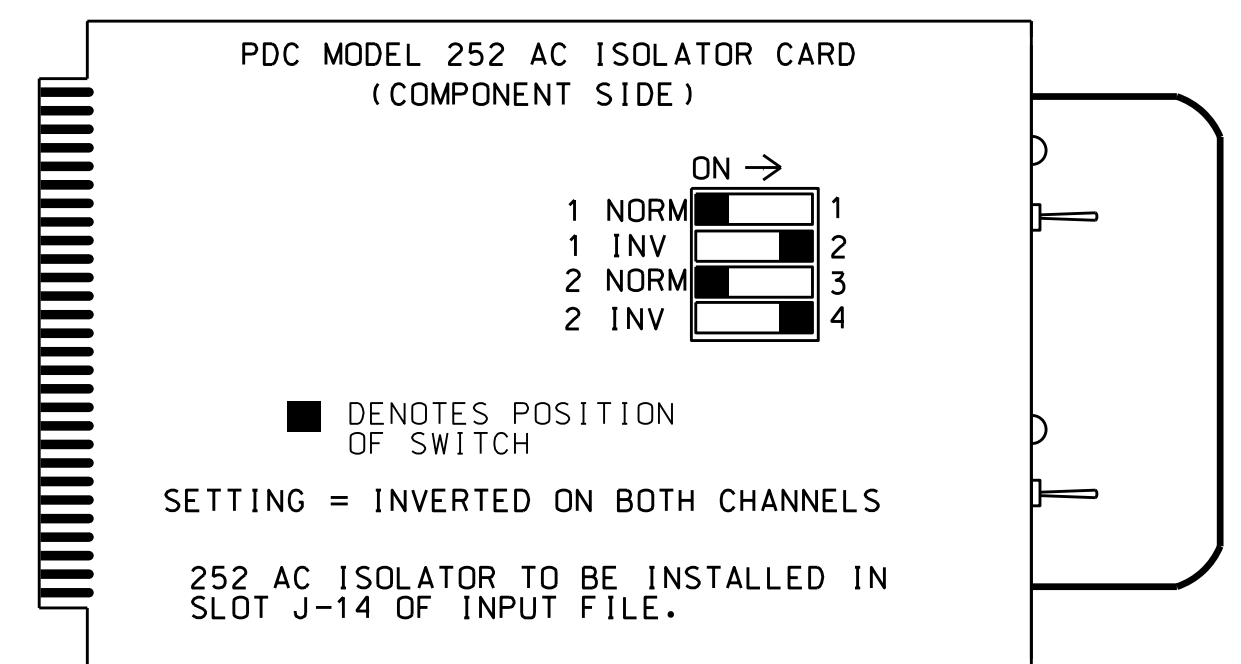 PDC MODEL 252 AC ISOLATOR CARD
(COMPONENT SIDE)
ON →
1 NORM 1
1 INV 2
2 NORM 3
2 INV 4
DENOTES POSITION
OF SWITCH
SETTING = INVERTED ON BOTH CHANNELS
252 AC ISOLATOR TO BE INSTALLED IN
SLOT J-14 OF INPUT FILE.